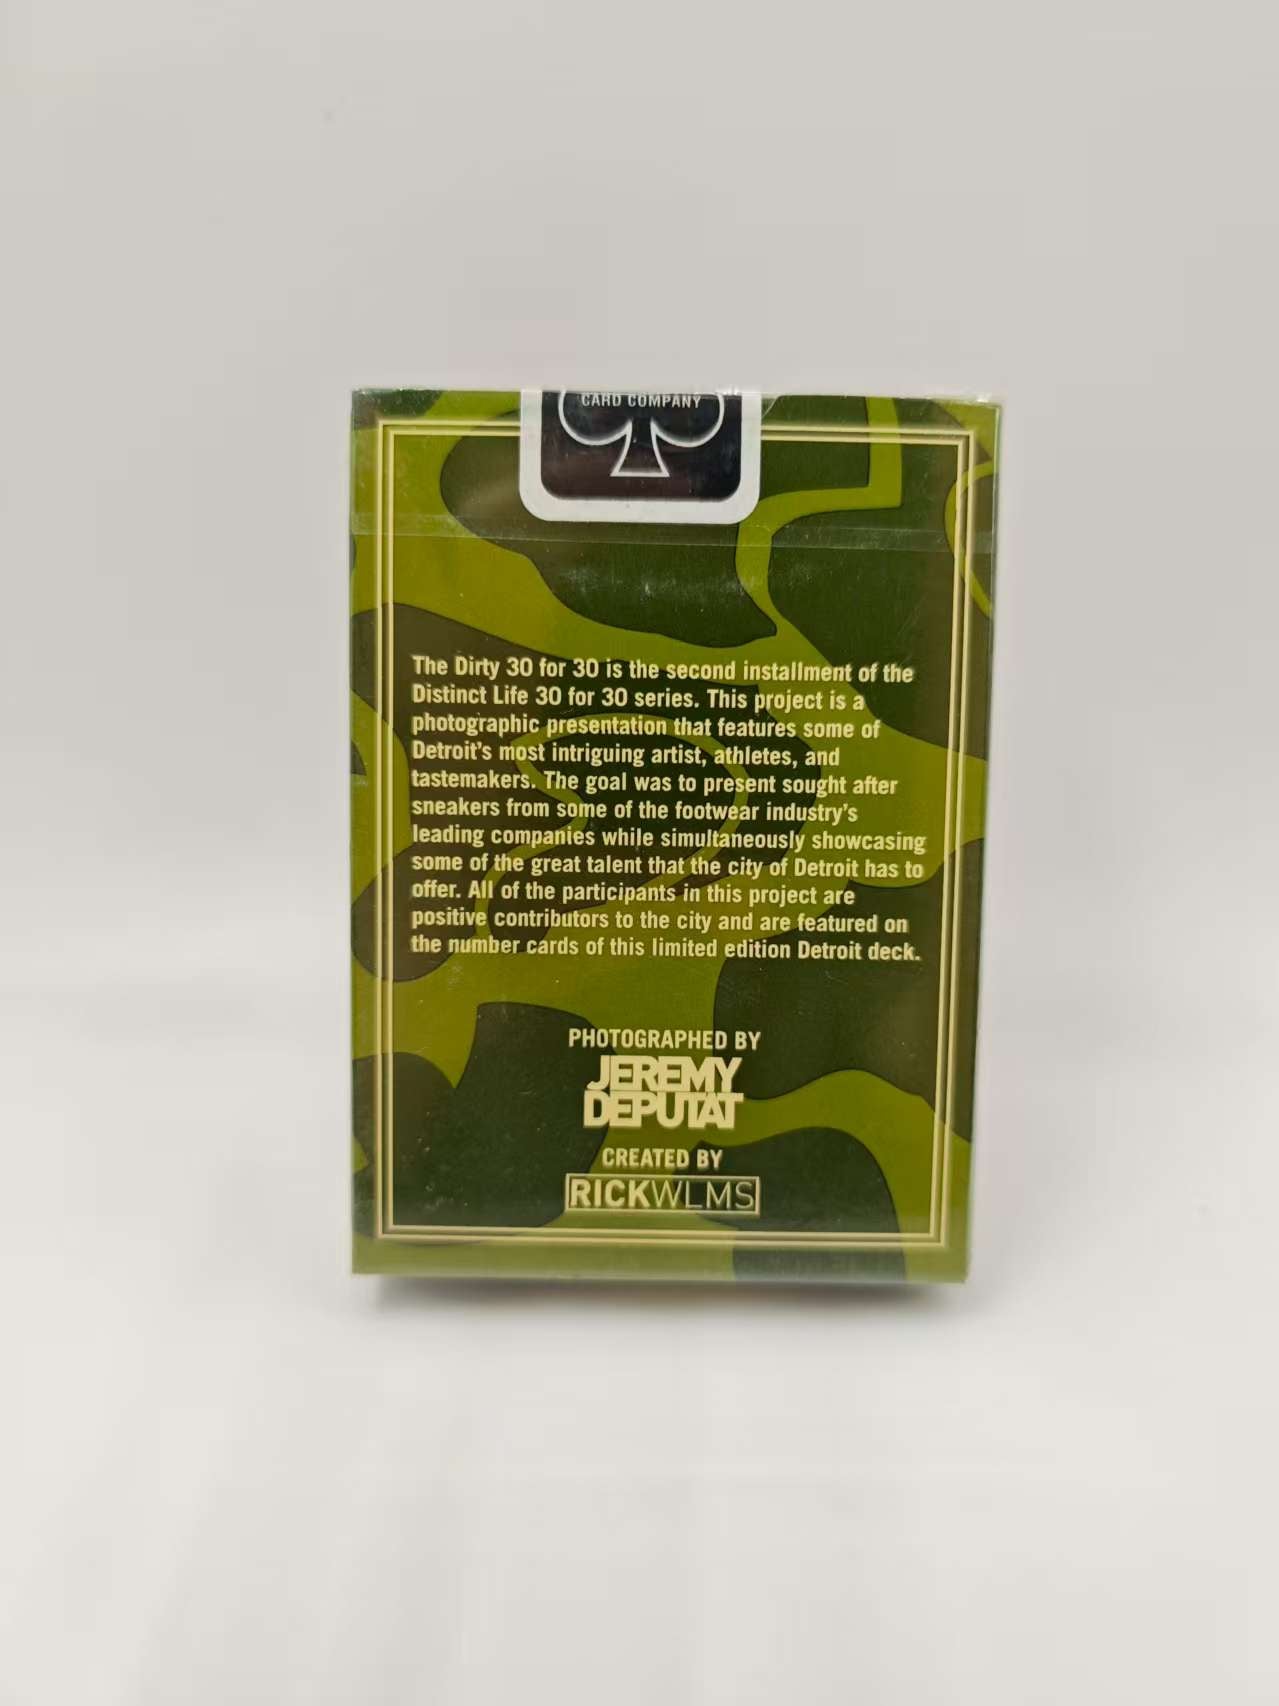 CARD COMPANY
The Dirty 30 for 30 is the second installment of the
Distinct Life 30 for 30 series. This project is a
photographic presentation that features some of
Detroit's most intriguing artist, athletes, and
tastemakers. The goal was to present sought after
sneakers from some of the footwear industry's
leading companies while simultaneously showcasing
some of the great talent that the city of Detroit has to
offer. All of the participants in this project are
positive contributors to the city and are featured on
the number cards of this limited edition Detroit deck.
PHOTOGRAPHED BY
JEREMY
DEPUTAT
CREATED BY
RICKWLMS